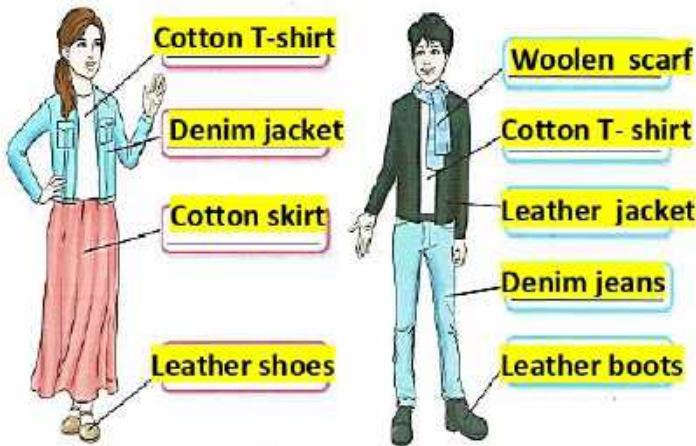 Cotton T-shirt
Denim jacket
Cotton skirt
Leather shoes
Woolen scarf
Cotton T- shirt
Leather jacket
Denim jeans
Leather boots